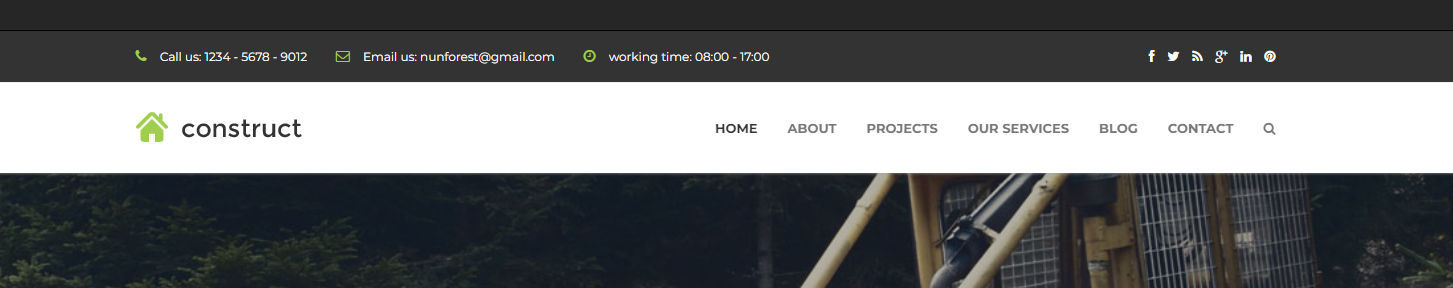 Call us: 1234 - 5678 - 9012 Email us: nunforest@gmail.com working time: 08:00 - 17:00
construct HOME ABOUT PROJECTS OUR SERVICES BLOG CONTACT